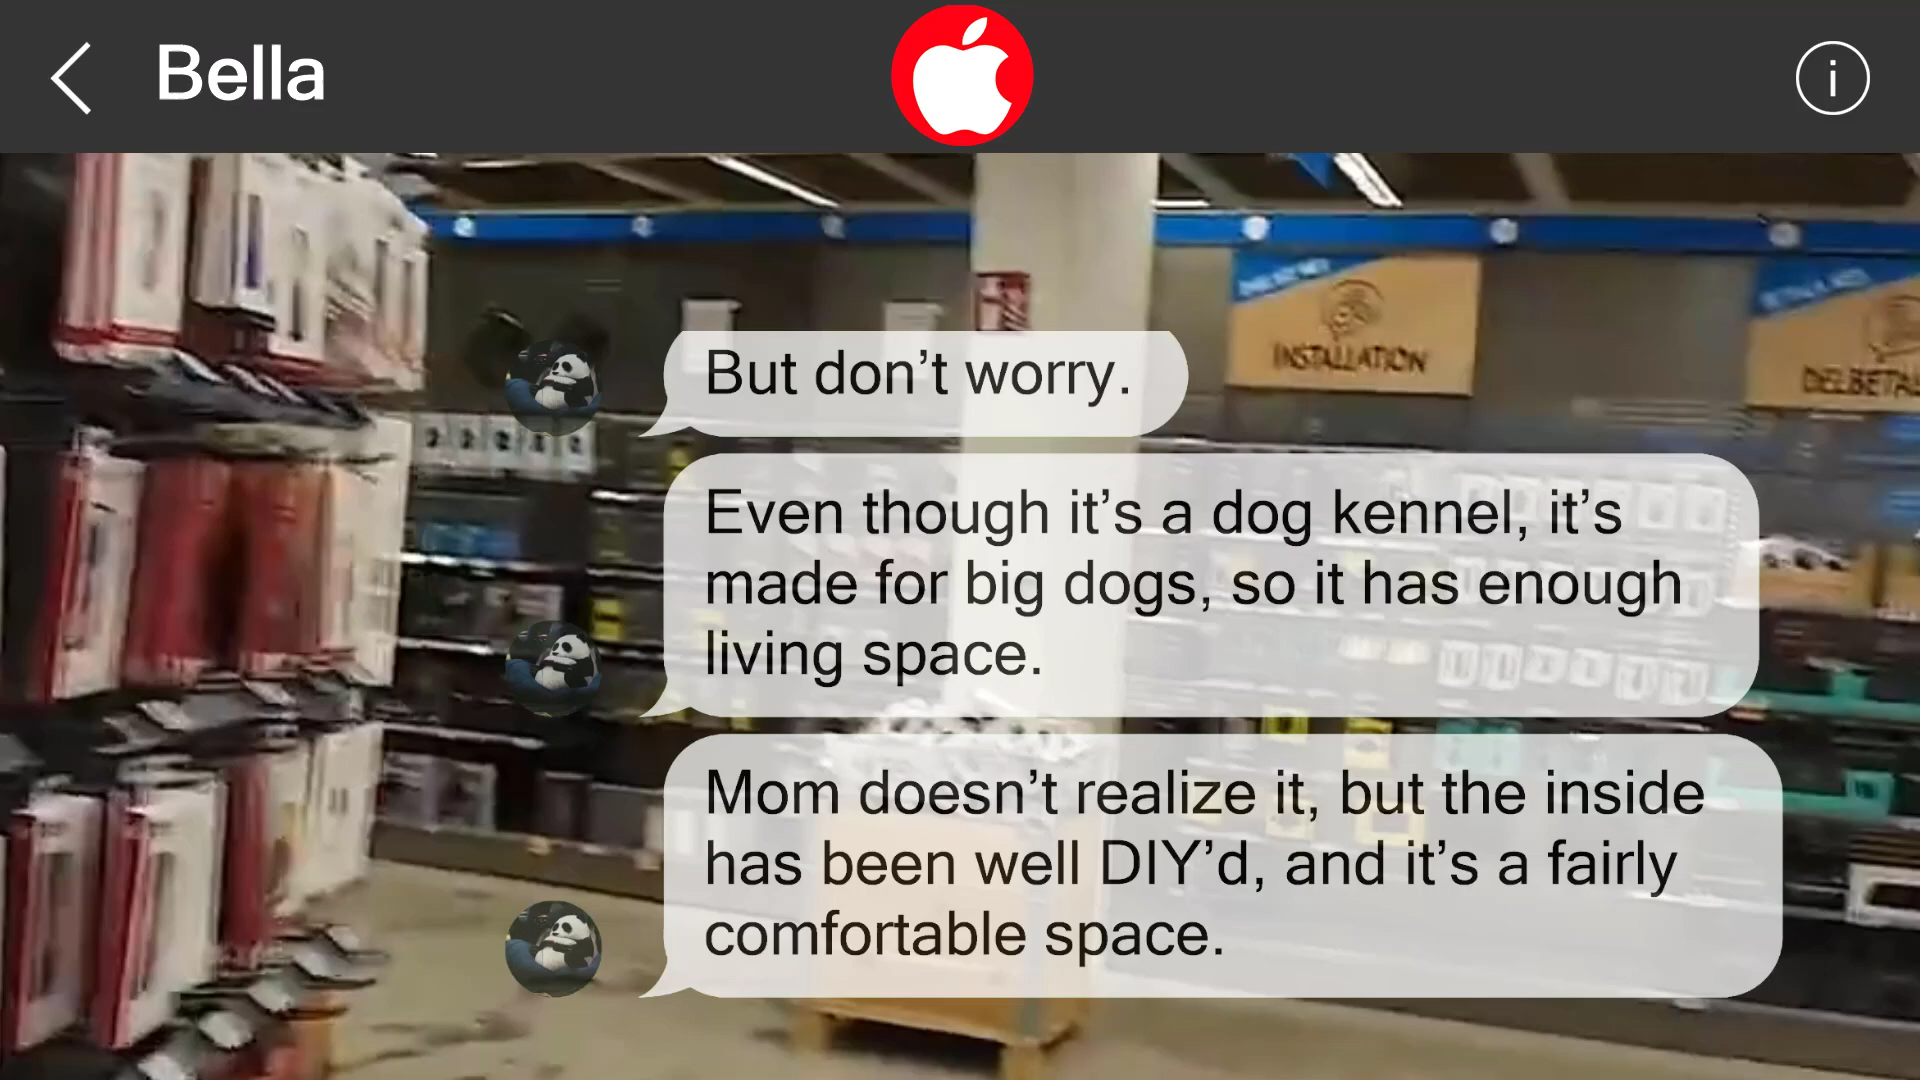 Bella
INSTALLATION
But don’t worry.
Even though it’s a dog kennel, it’s
made for big dogs, so it has enough
living space.
Mom doesn’t realize it, but the inside
has been well DIY’d, and it’s a fairly
comfortable space.